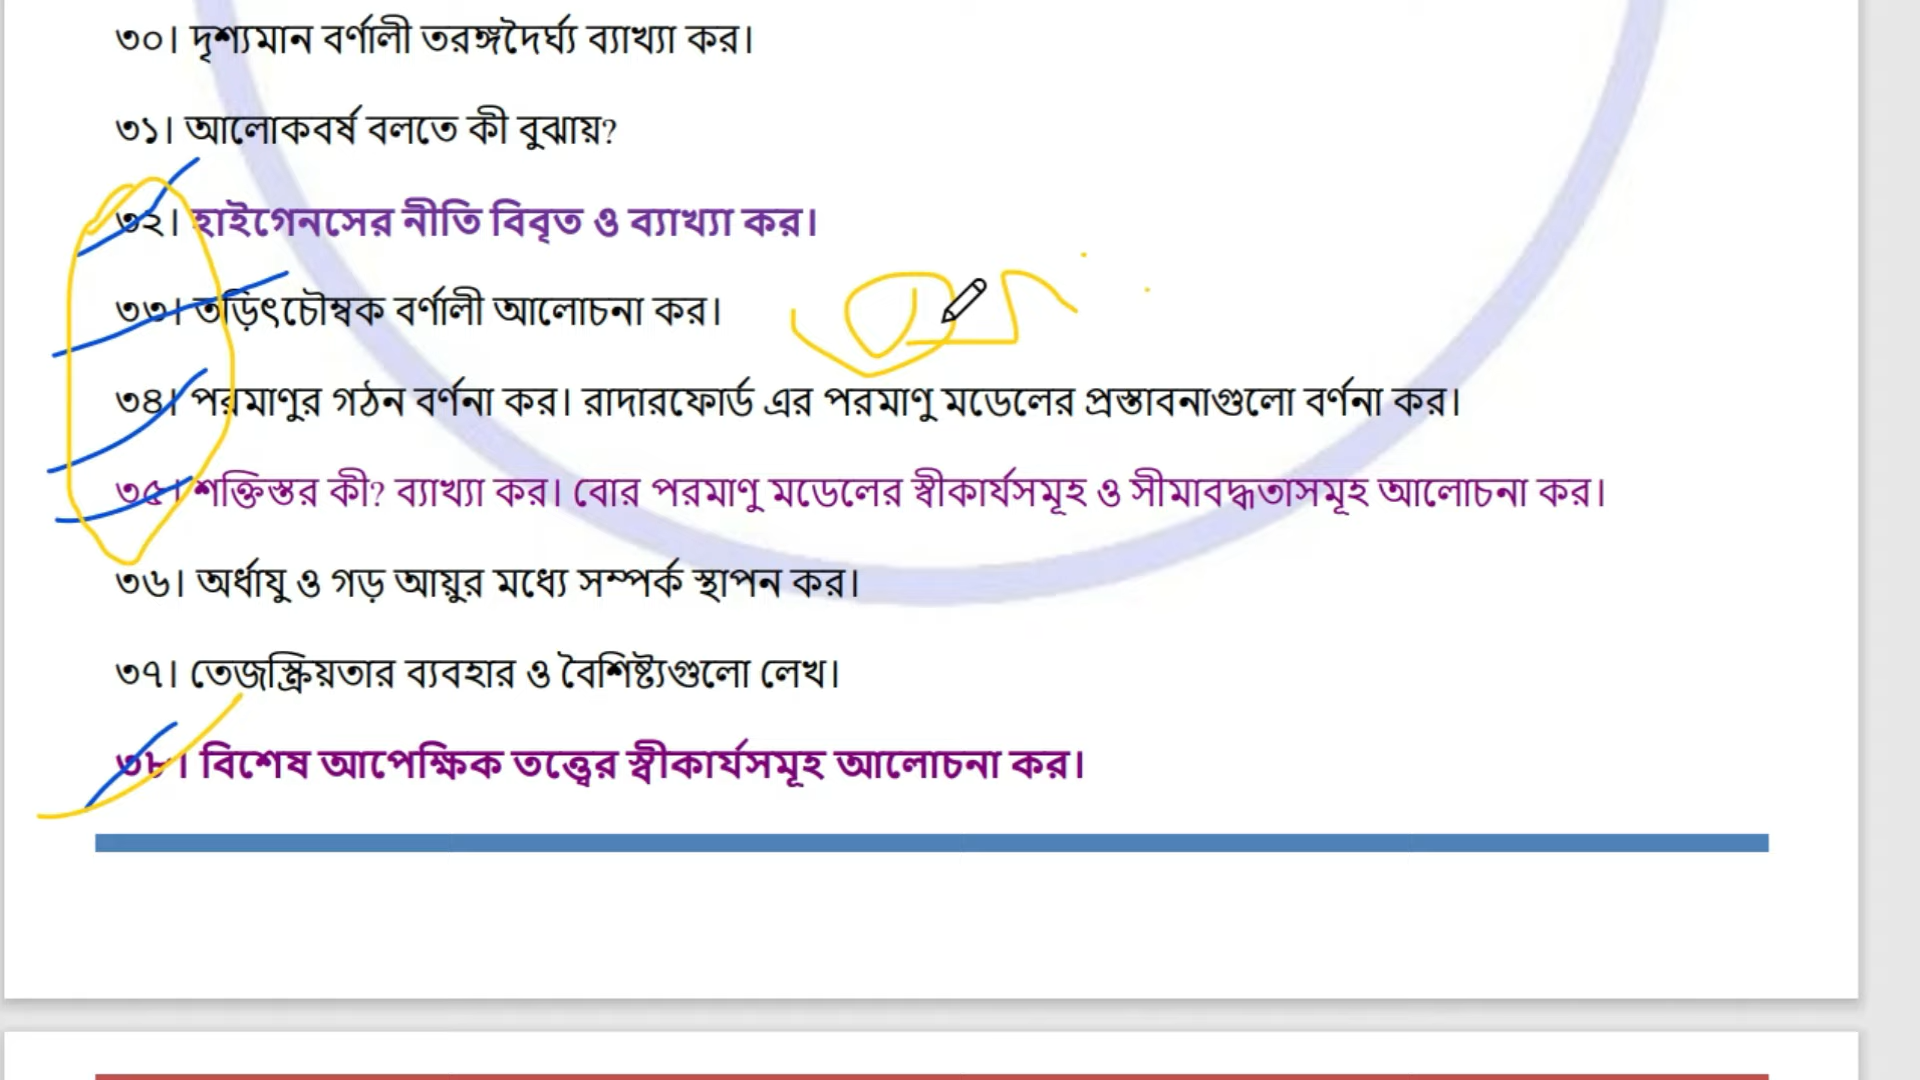 ৩০। দৃশ্যমান বর্ণালী তরঙ্গদৈর্ঘ্য ব্যাখ্যা কর।
৩১। আলোকবর্ষ বলতে কী বুঝায়?
৩২। হাইগেনসের নীতি বিবৃত ও ব্যাখ্যা কর।
৩৩। তড়িৎচৌম্বক বর্ণালী আলোচনা কর।
৩৪। পরমাণুর গঠন বর্ণনা কর। রাদারফোর্ড এর পরমাণু মডেলের প্রস্তাবনাগুলো বর্ণনা কর।
৩৫। শক্তিস্তর কী? ব্যাখ্যা কর। বোর পরমাণু মডেলের স্বীকার্যসমূহ ও সীমাবদ্ধতাসমূহ আলোচনা কর।
৩৬। অর্ধাযু ও গড় আয়ুর মধ্যে সম্পর্ক স্থাপন কর।
৩৭। তেজস্ক্রিয়তার ব্যবহার ও বৈশিষ্ট্যগুলো লেখ।
৩৮। বিশেষ আপেক্ষিক তত্ত্বের স্বীকার্যসমূহ আলোচনা কর।